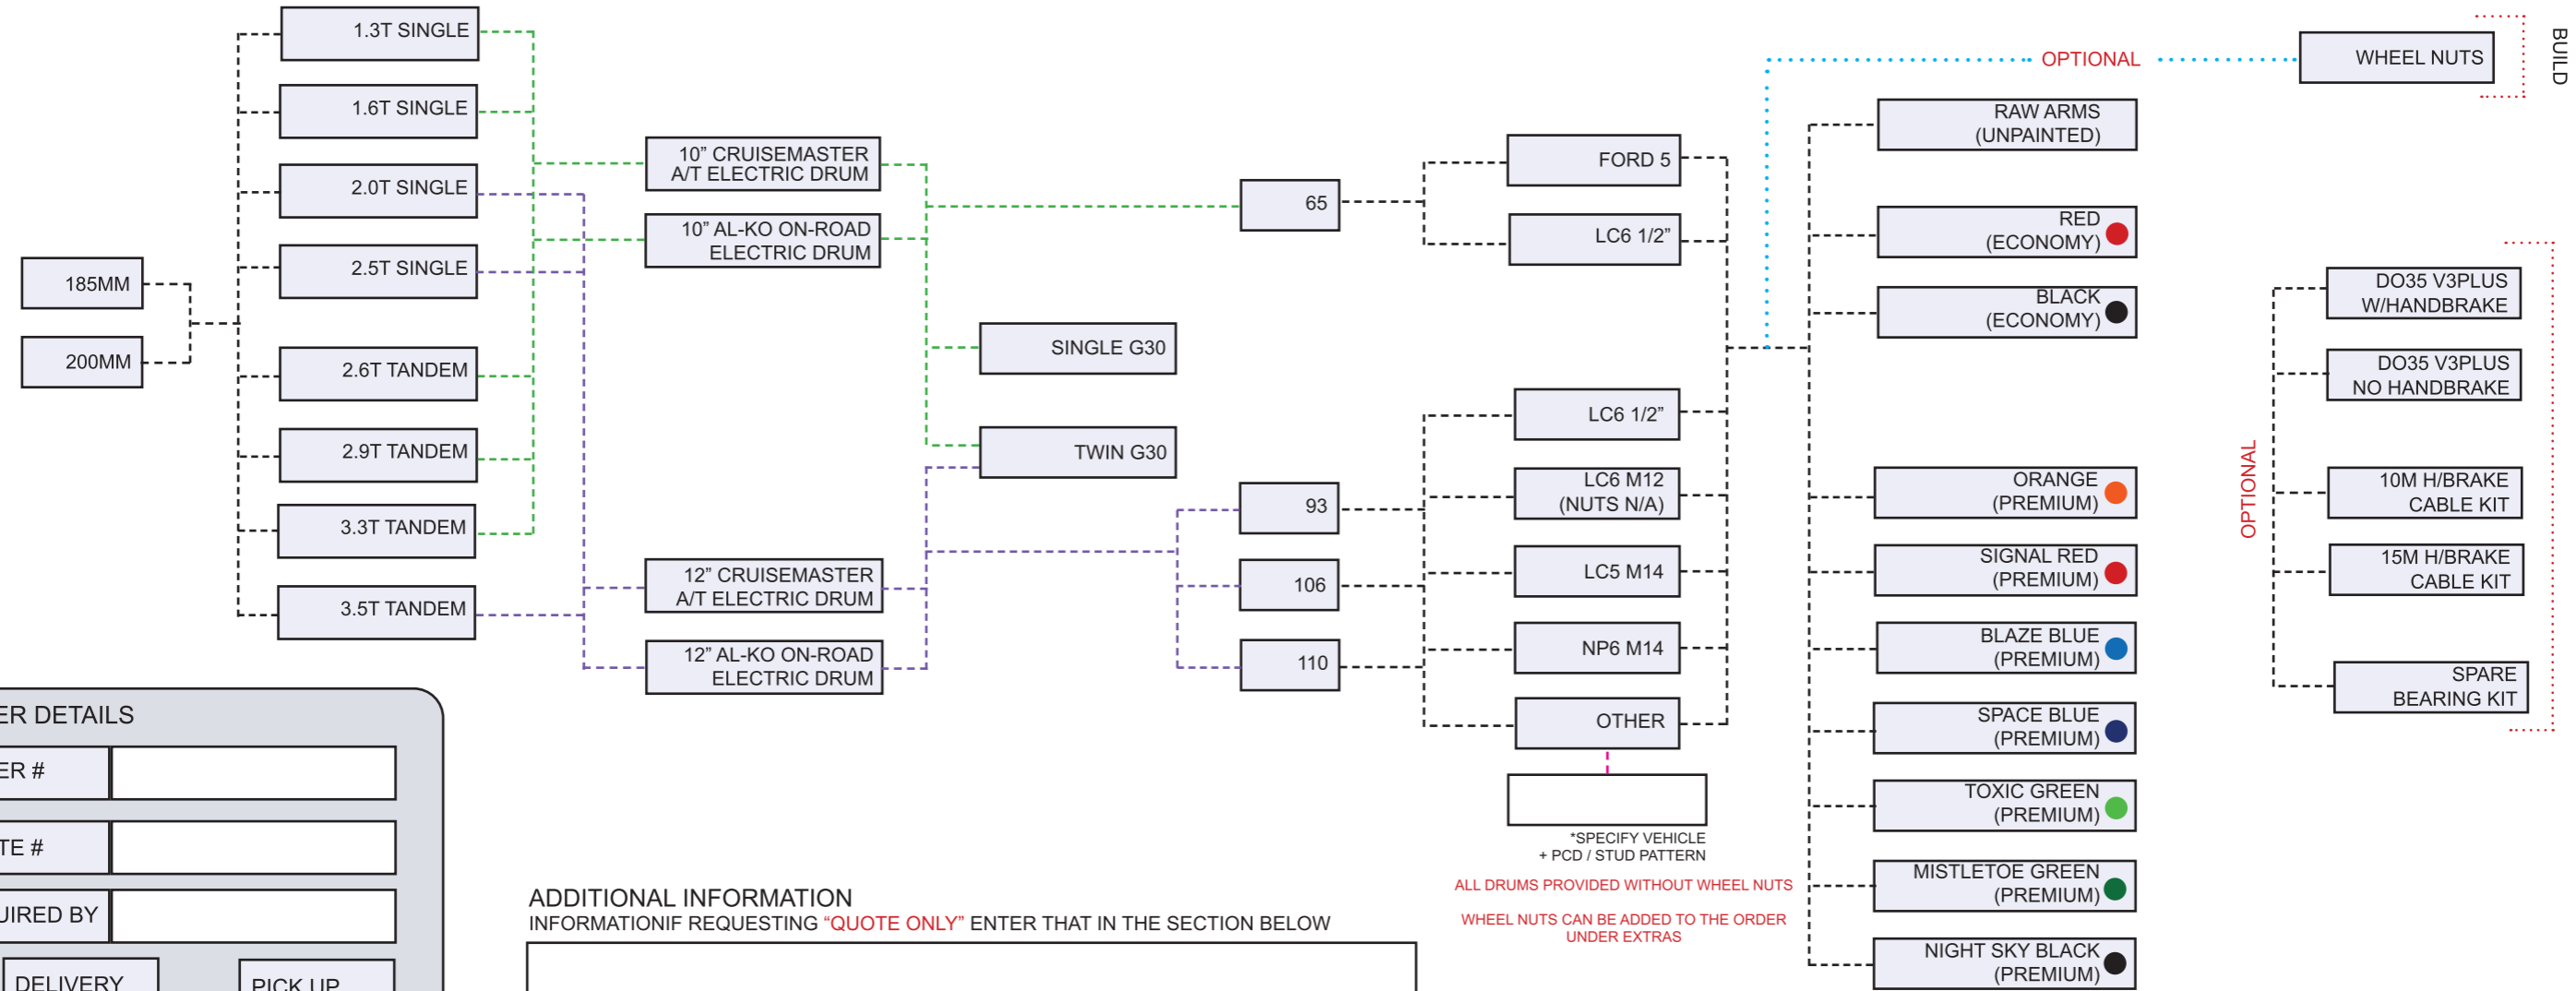 185MM
200MM
1.3T SINGLE
1.6T SINGLE
2.0T SINGLE
2.5T SINGLE
2.6T TANDEM
2.9T TANDEM
3.3T TANDEM
3.5T TANDEM
10” CRUISEMASTER
A/T ELECTRIC DRUM
10” AL-KO ON-ROAD
ELECTRIC DRUM
12” CRUISEMASTER
A/T ELECTRIC DRUM
12” AL-KO ON-ROAD
ELECTRIC DRUM
SINGLE G30
TWIN G30
65
93
106
110
FORD 5
LC6 1/2”
LC6 1/2”
LC6 M12
(NUTS N/A)
LC5 M14
NP6 M14
OTHER
*SPECIFY VEHICLE
+ PCD / STUD PATTERN
ALL DRUMS PROVIDED WITHOUT WHEEL NUTS
WHEEL NUTS CAN BE ADDED TO THE ORDER
UNDER EXTRAS
OPTIONAL
RAW ARMS
(UNPAINTED)
RED
(ECONOMY)
BLACK
(ECONOMY)
ORANGE
(PREMIUM)
SIGNAL RED
(PREMIUM)
BLAZE BLUE
(PREMIUM)
SPACE BLUE
(PREMIUM)
TOXIC GREEN
(PREMIUM)
MISTLETOE GREEN
(PREMIUM)
NIGHT SKY BLACK
(PREMIUM)
WHEEL NUTS
BUILD
OPTIONAL
DO35 V3PLUS
W/HANDBRAKE
DO35 V3PLUS
NO HANDBRAKE
10M H/BRAKE
CABLE KIT
15M H/BRAKE
CABLE KIT
SPARE
BEARING KIT
ER DETAILS
ER #
TE #
UIRED BY
DELIVERY
PICK UP
ADDITIONAL INFORMATION
INFORMATIONIF REQUESTING “QUOTE ONLY” ENTER THAT IN THE SECTION BELOW